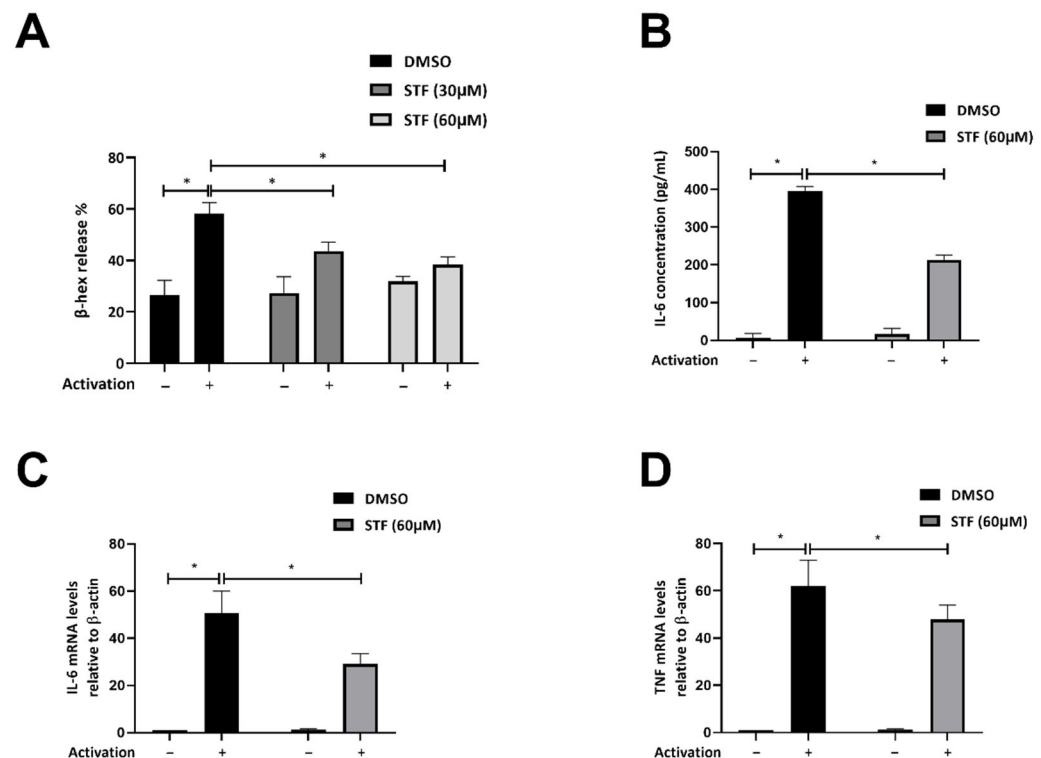 A
DMSO
STF (30µM)
STF (60µM)
80
60
40
20
0
β-hex release %
* * *
Activation – + – + – +
B
DMSO
STF (60µM)
500
400
300
200
100
0
IL-6 concentration (pg/mL)
* *
Activation – + – +
C
DMSO
STF (60µM)
80
60
40
20
0
IL-6 mRNA levels
relative to β-actin
* *
Activation – + – +
D
DMSO
STF (60µM)
80
60
40
20
0
TNF mRNA levels
relative to β-actin
* *
Activation – + – +